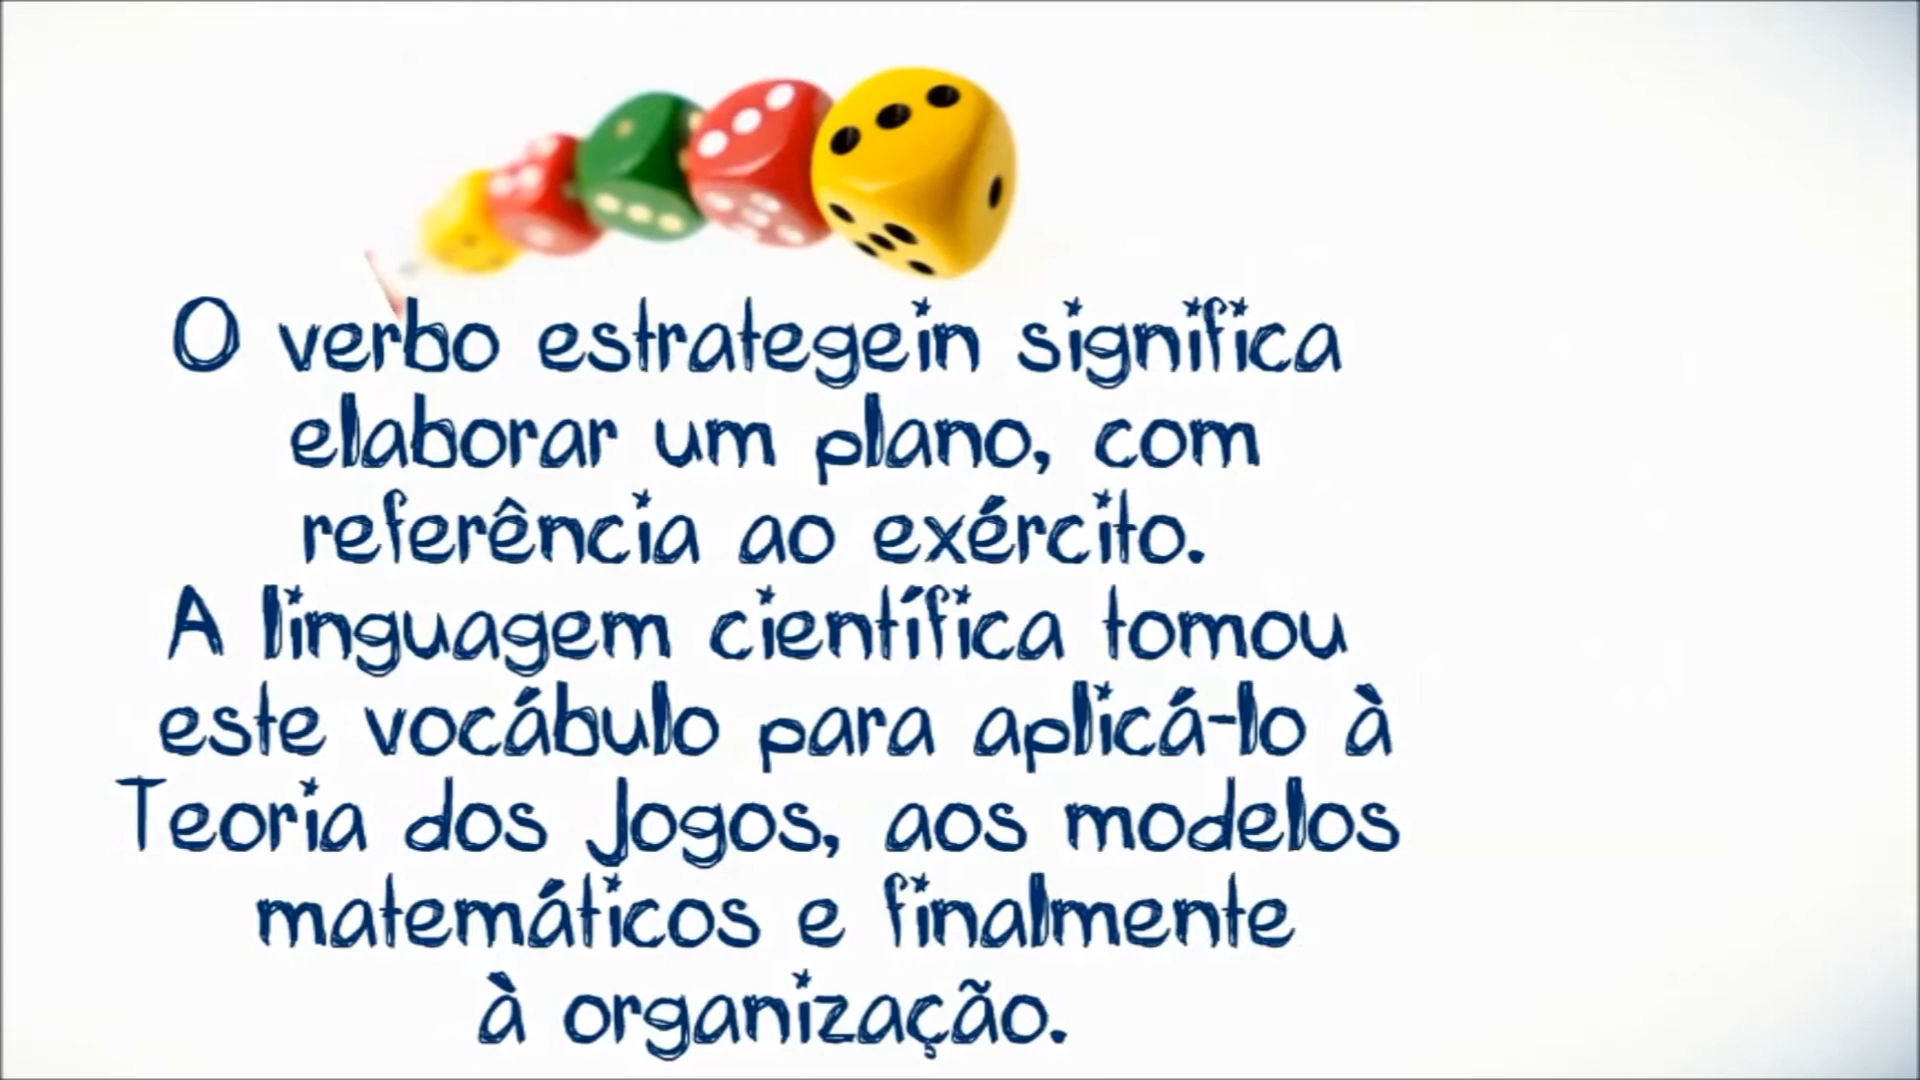 O verbo estrategein significa
elaborar um plano, com
referência ao exército.
A linguagem científica tomou
este vocábulo para aplicá-lo à
Teoria dos Jogos, aos modelos
matemáticos e finalmente
à organização.